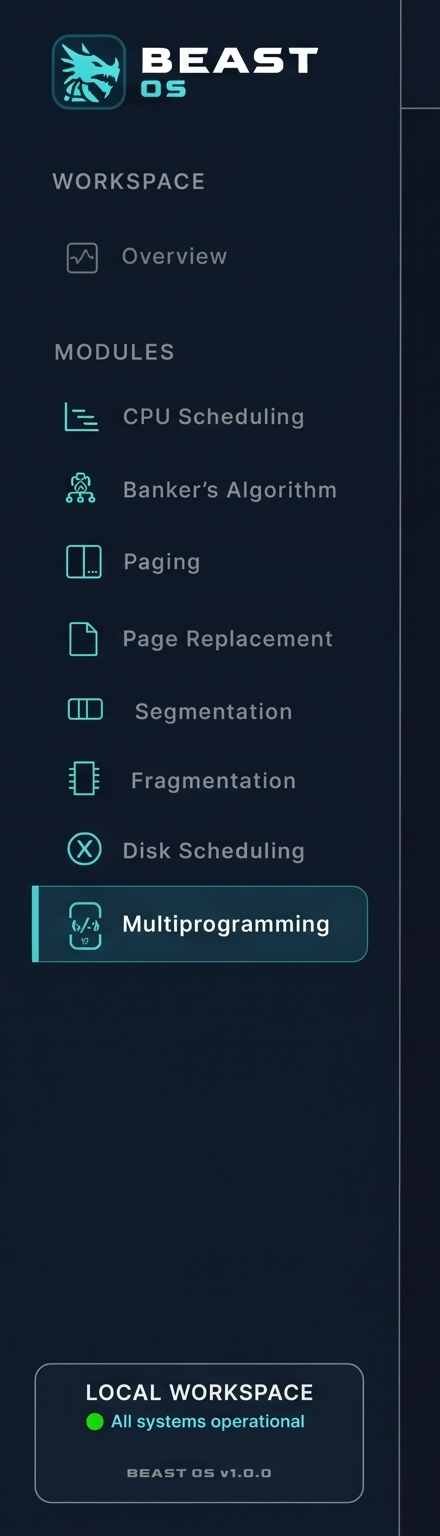 BEAST
OS
WORKSPACE
Overview
MODULES
CPU Scheduling
Banker’s Algorithm
Paging
Page Replacement
Segmentation
Fragmentation
Disk Scheduling
Multiprogramming
LOCAL WORKSPACE
All systems operational
BEAST OS v1.0.0